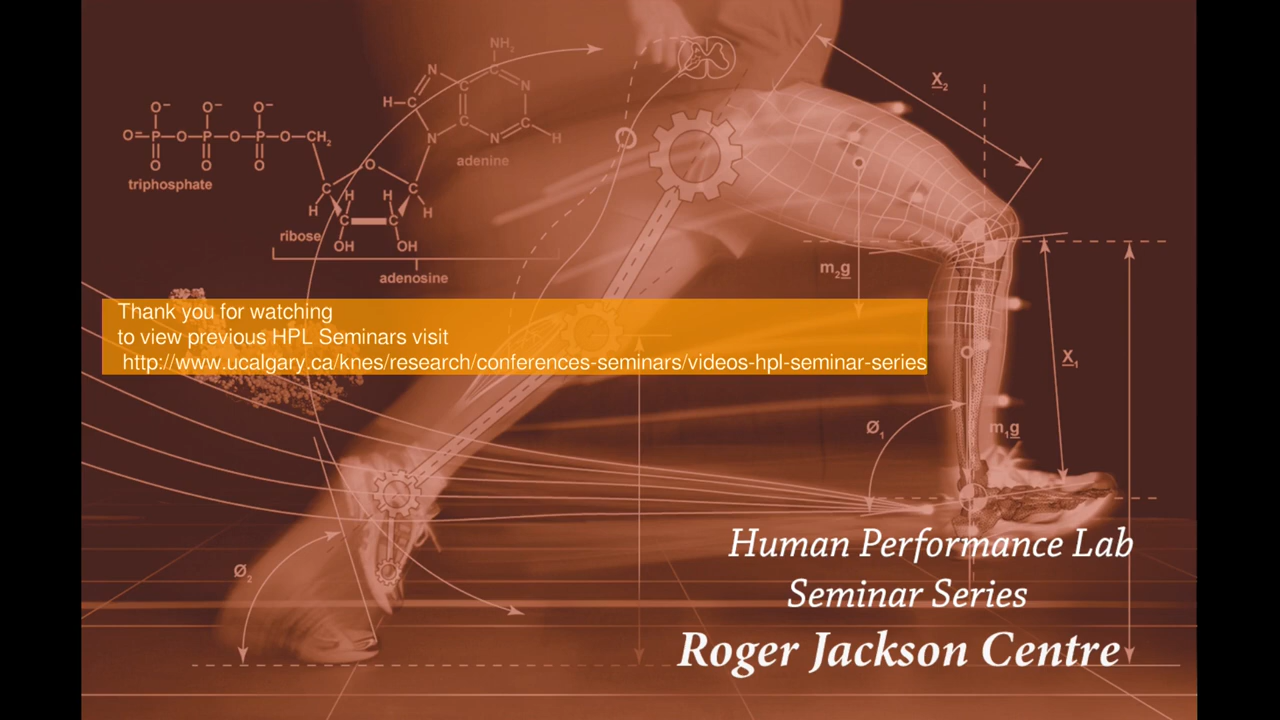 NH2
N
C
N
H–C
C
C
C
N
N
H
adenine
O– O– O–
O– P O P O P O CH2
O O O
triphosphate
O
C
H
H
C
H
C
C
H
ribose
OH
OH
adenosine
X2
m2g
Thank you for watching
to view previous HPL Seminars visit
http://www.ucalgary.ca/knes/research/conferences-seminars/videos-hpl-seminar-series
X1
Ø1
m1g
Ø2
Human Performance Lab
Seminar Series
Roger Jackson Centre